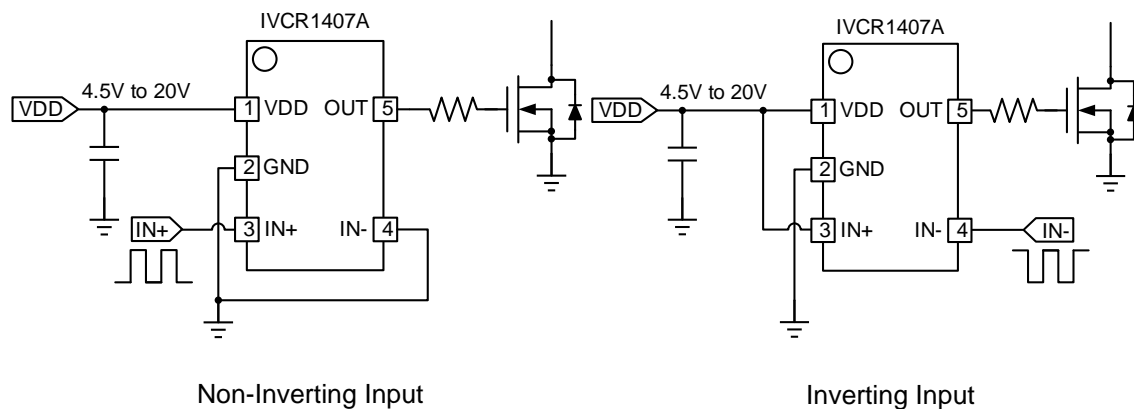 IVCR1407A
4.5V to 20V
VDD
1 VDD OUT 5
2 GND
IN+ 3 IN+ IN- 4
Non-Inverting Input
IVCR1407A
4.5V to 20V
VDD
1 VDD OUT 5
2 GND
3 IN+ IN- 4 IN-
Inverting Input